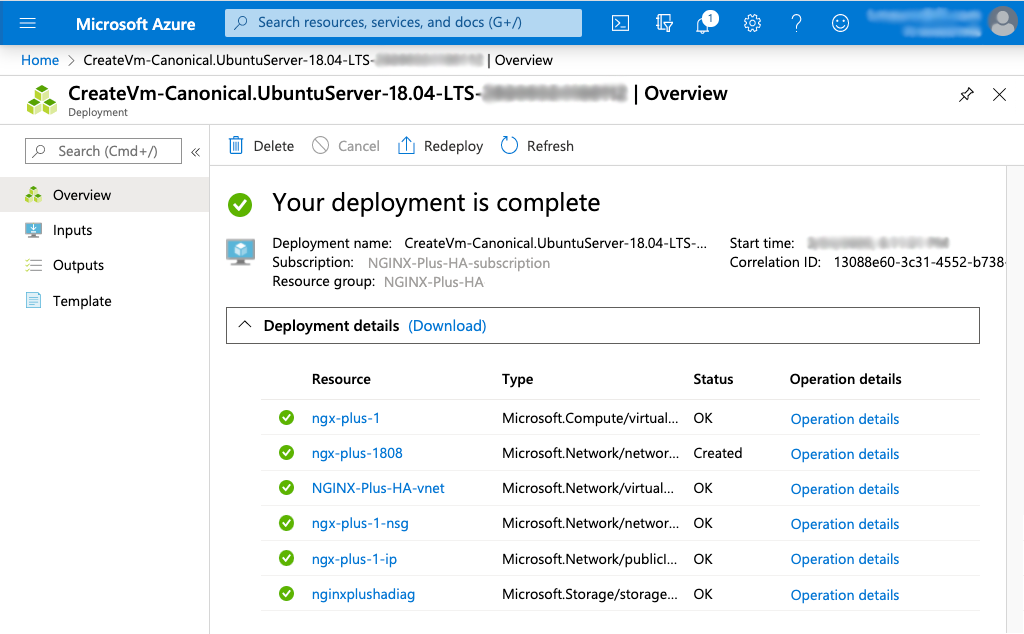 Microsoft Azure
Search resources, services, and docs (G+/)
1
Home > CreateVm-Canonical.UbuntuServer-18.04-LTS- | Overview
CreateVm-Canonical.UbuntuServer-18.04-LTS- | Overview
Deployment
Search (Cmd+/)
«
Delete
Cancel
Redeploy
Refresh
Overview
Inputs
Outputs
Template
Your deployment is complete
Deployment name: CreateVm-Canonical.UbuntuServer-18.04-LTS-...
Subscription: NGINX-Plus-HA-subscription
Resource group: NGINX-Plus-HA
Start time:
Correlation ID: 13088e60-3c31-4552-b738-
Deployment details (Download)
Resource Type Status Operation details
ngx-plus-1 Microsoft.Compute/virtual... OK Operation details
ngx-plus-1808 Microsoft.Network/networ... Created Operation details
NGINX-Plus-HA-vnet Microsoft.Network/virtual... OK Operation details
ngx-plus-1-nsg Microsoft.Network/networ... OK Operation details
ngx-plus-1-ip Microsoft.Network/publicI... OK Operation details
nginxplushadiag Microsoft.Storage/storage... OK Operation details